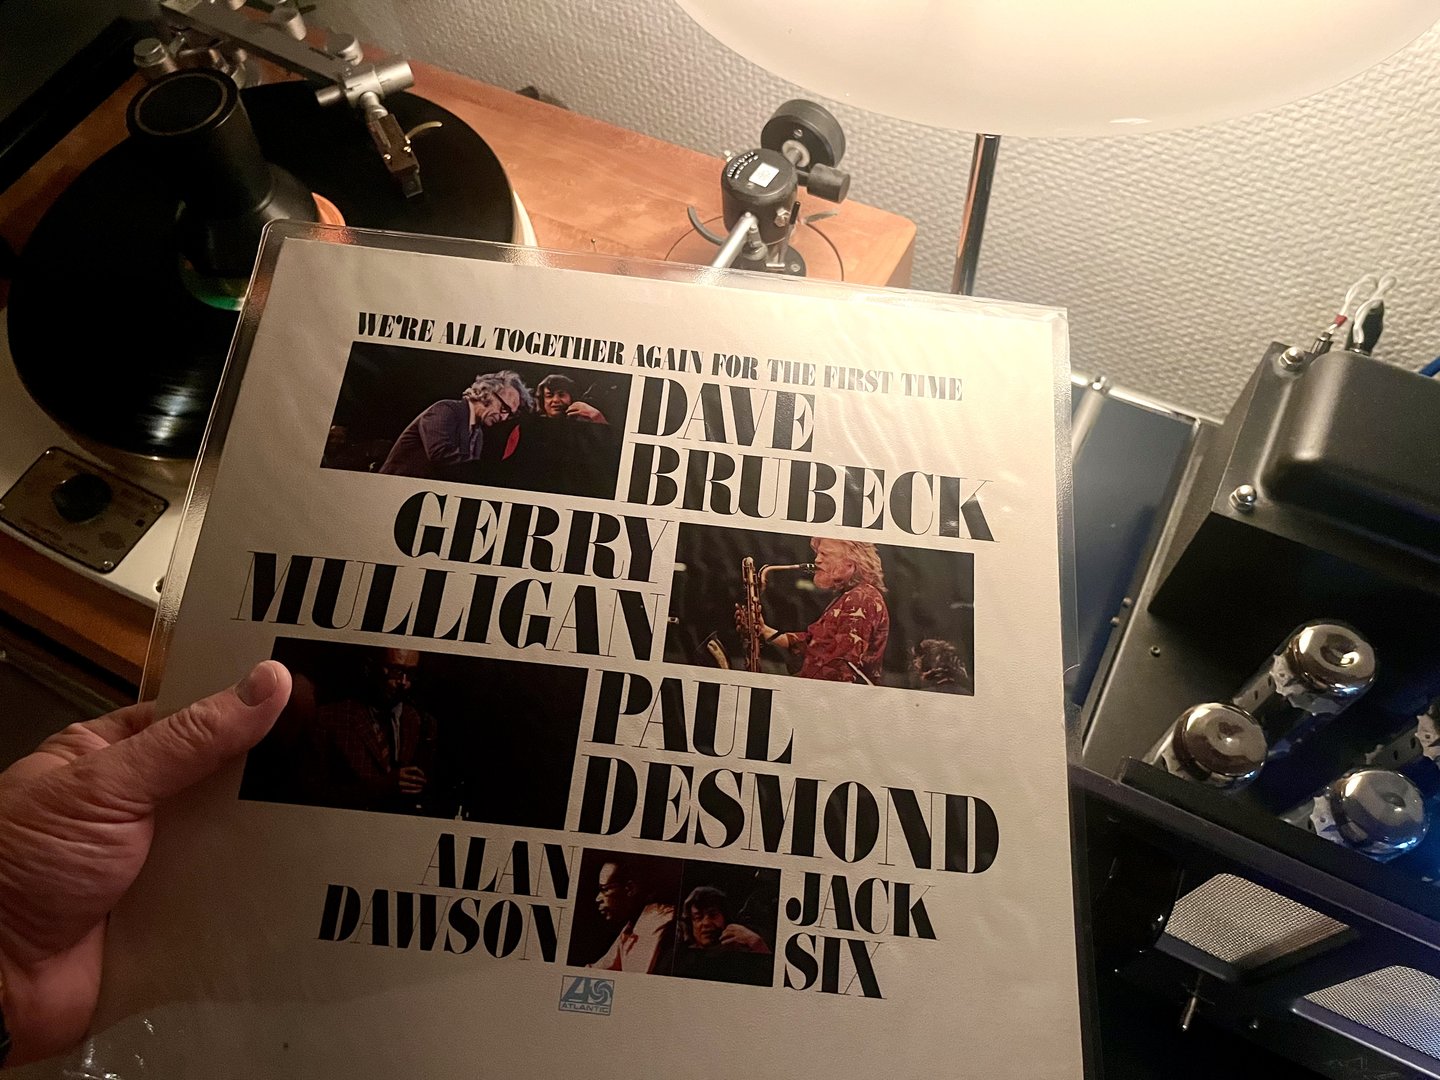 WE'RE ALL TOGETHER AGAIN FOR THE FIRST TIME
DAVE
BRUBECK
GERRY
MULLIGAN
PAUL
DESMOND
ALAN
DAWSON
JACK
SIX
ATLANTIC